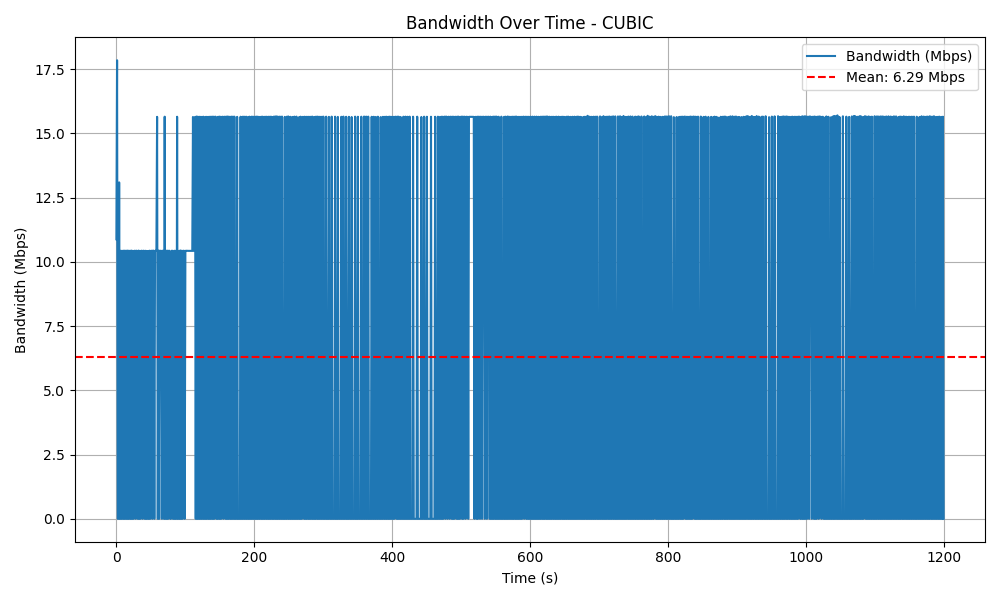 Bandwidth Over Time - CUBIC
Bandwidth (Mbps)
Mean: 6.29 Mbps
Bandwidth (Mbps)
17.5
15.0
12.5
10.0
7.5
5.0
2.5
0.0
0 200 400 600 800 1000 1200
Time (s)